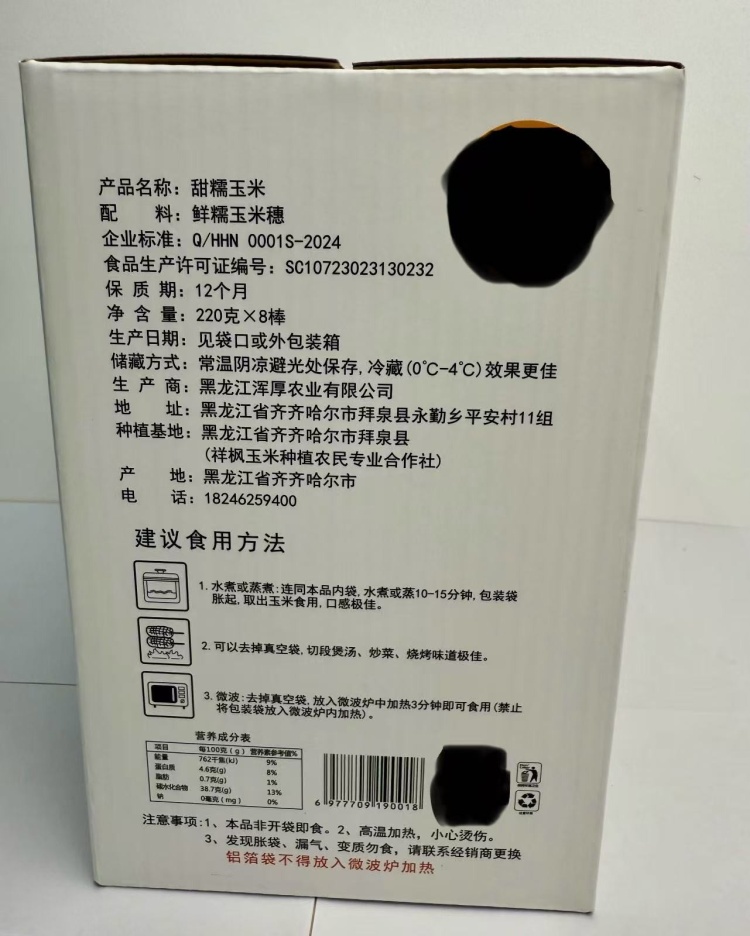 产品名称：甜糯玉米
配　　料：鲜糯玉米穗
企业标准：Q/HHN 0001S-2024
食品生产许可证编号：SC10723023130232
保 质 期：12个月
净 含 量：220克×8棒
生产日期：见袋口或外包装箱
储藏方式：常温阴凉避光处保存,冷藏(0℃-4℃)效果更佳
生 产 商：黑龙江浑厚农业有限公司
地　　址：黑龙江省齐齐哈尔市拜泉县永勤乡平安村11组
种植基地：黑龙江省齐齐哈尔市拜泉县
(祥枫玉米种植农民专业合作社)
产　　地：黑龙江省齐齐哈尔市
电　　话：18246259400
建议食用方法
1.水煮或蒸煮:连同本品内袋,水煮或蒸10-15分钟,包装袋
胀起,取出玉米食用,口感极佳。
2.可以去掉真空袋,切段煲汤、炒菜、烧烤味道极佳。
3.微波:去掉真空袋,放入微波炉中加热3分钟即可食用(禁止
将包装袋放入微波炉内加热)。
营养成分表
项目 每100克(g) 营养素参考值%
能量 762千焦(kJ) 9%
蛋白质 4.6克(g) 8%
脂肪 0.7克(g) 1%
碳水化合物 38.7克(g) 13%
钠 0毫克(mg) 0%
6 977709 190018
注意事项:1、本品非开袋即食。2、高温加热，小心烫伤。
3、发现胀袋、漏气、变质勿食，请联系经销商更换
铝箔袋不得放入微波炉加热